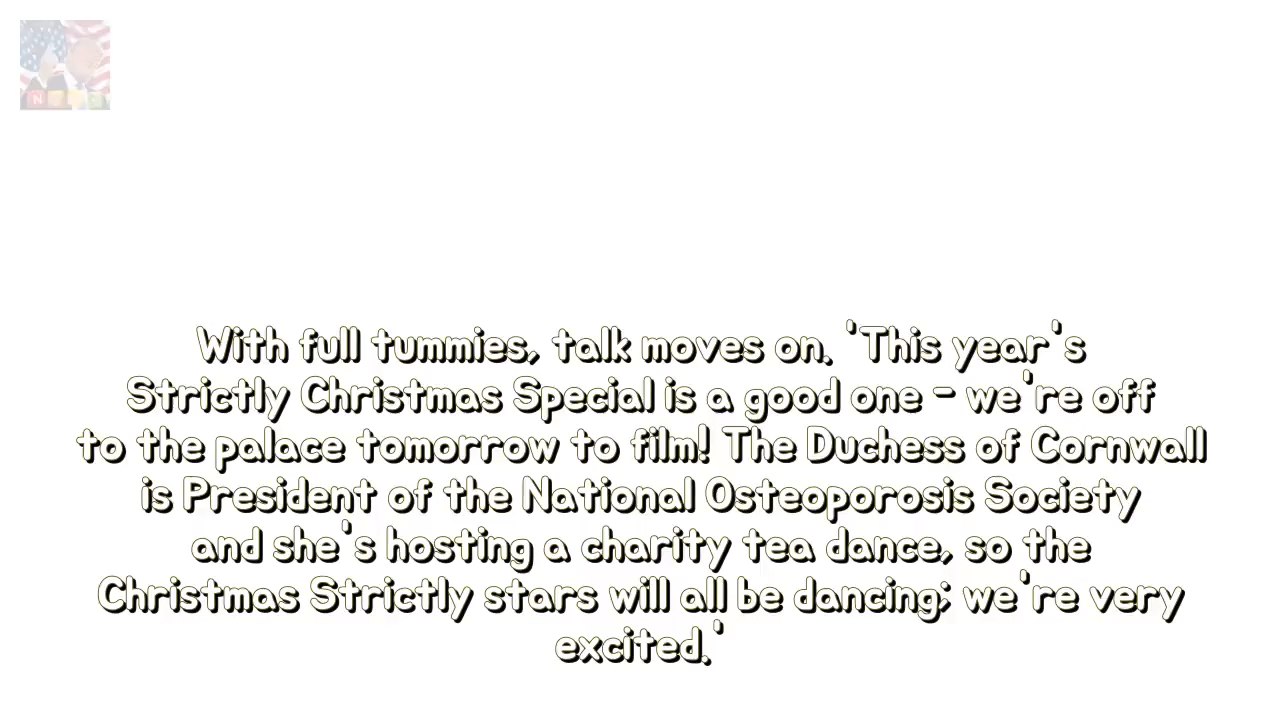 With full tummies, talk moves on. 'This year's
Strictly Christmas Special is a good one - we're off
to the palace tomorrow to film! The Duchess of Cornwall
is President of the National Osteoporosis Society
and she's hosting a charity tea dance, so the
Christmas Strictly stars will all be dancing; we're very
excited.'